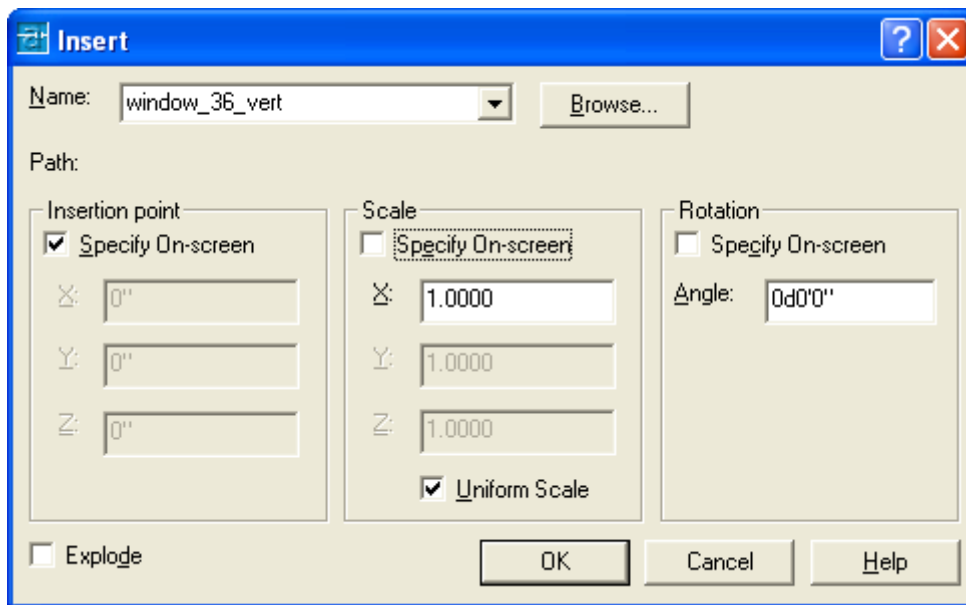 Insert
Name: window_36_vert Browse...
Path:
Insertion point Scale Rotation
Specify On-screen Specify On-screen Specify On-screen
X: 0" X: 1.0000 Angle: 0d0'0"
Y: 0" Y: 1.0000
Z: 0" Z: 1.0000
Uniform Scale
Explode OK Cancel Help